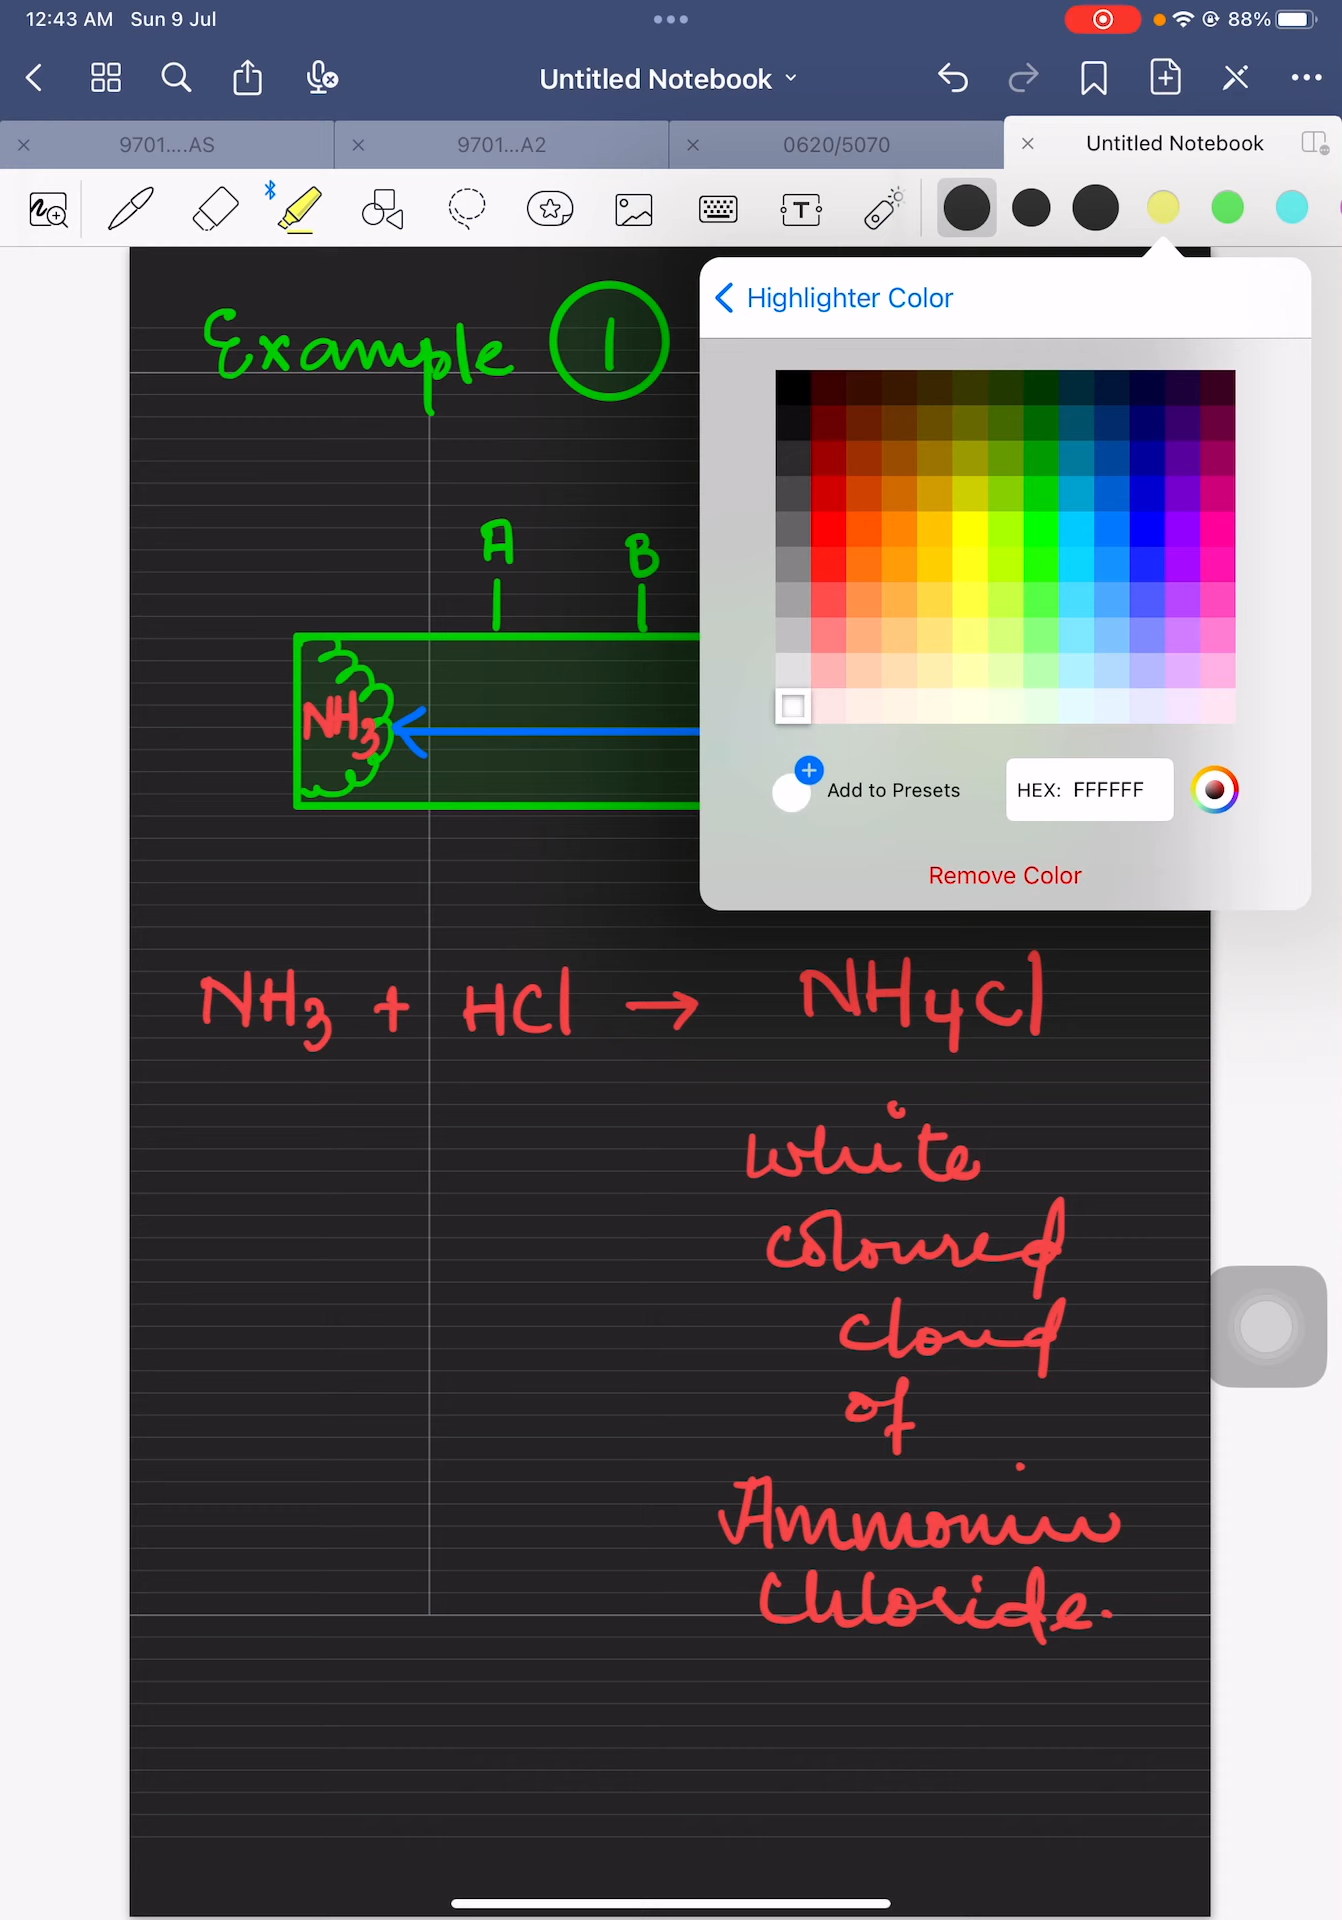 12:43 AM Sun 9 Jul
88%
Untitled Notebook
9701....AS
9701...A2
0620/5070
Untitled Notebook
T
Highlighter Color
Example 1
A
B
NH3
Add to Presets
HEX: FFFFFF
Remove Color
NH3 + HCl → NH4Cl
white
coloured
cloud
of
Ammonium
Chloride.